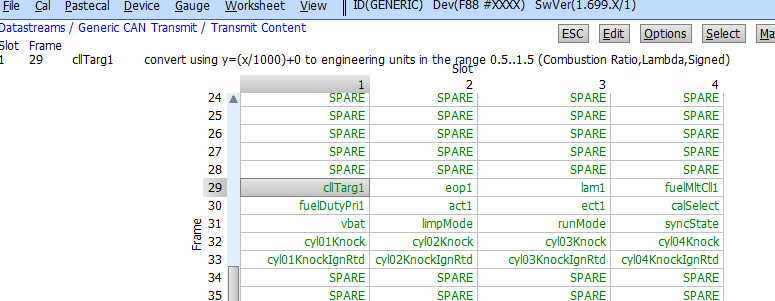 File Cal Pastecal Device Gauge Worksheet View ID(GENERIC) Dev(F88 #XXXX) SwVer(1.699.X/1)
Datastreams / Generic CAN Transmit / Transmit Content
ESC Edit Options Select
Slot Frame
1 29 cllTarg1 convert using y=(x/1000)+0 to engineering units in the range 0.5..1.5 (Combustion Ratio,Lambda,Signed)
Slot
1 2 3 4
24 SPARE SPARE SPARE SPARE
25 SPARE SPARE SPARE SPARE
26 SPARE SPARE SPARE SPARE
27 SPARE SPARE SPARE SPARE
28 SPARE SPARE SPARE SPARE
29 cllTarg1 eop1 lam1 fuelMltCll1
30 fuelDutyPri1 act1 ect1 calSelect
31 vbat limpMode runMode syncState
Frame
32 cyl01Knock cyl02Knock cyl03Knock cyl04Knock
33 cyl01KnockIgnRtd cyl02KnockIgnRtd cyl03KnockIgnRtd cyl04KnockIgnRtd
34 SPARE SPARE SPARE SPARE
35 SPARE SPARE SPARE SPARE